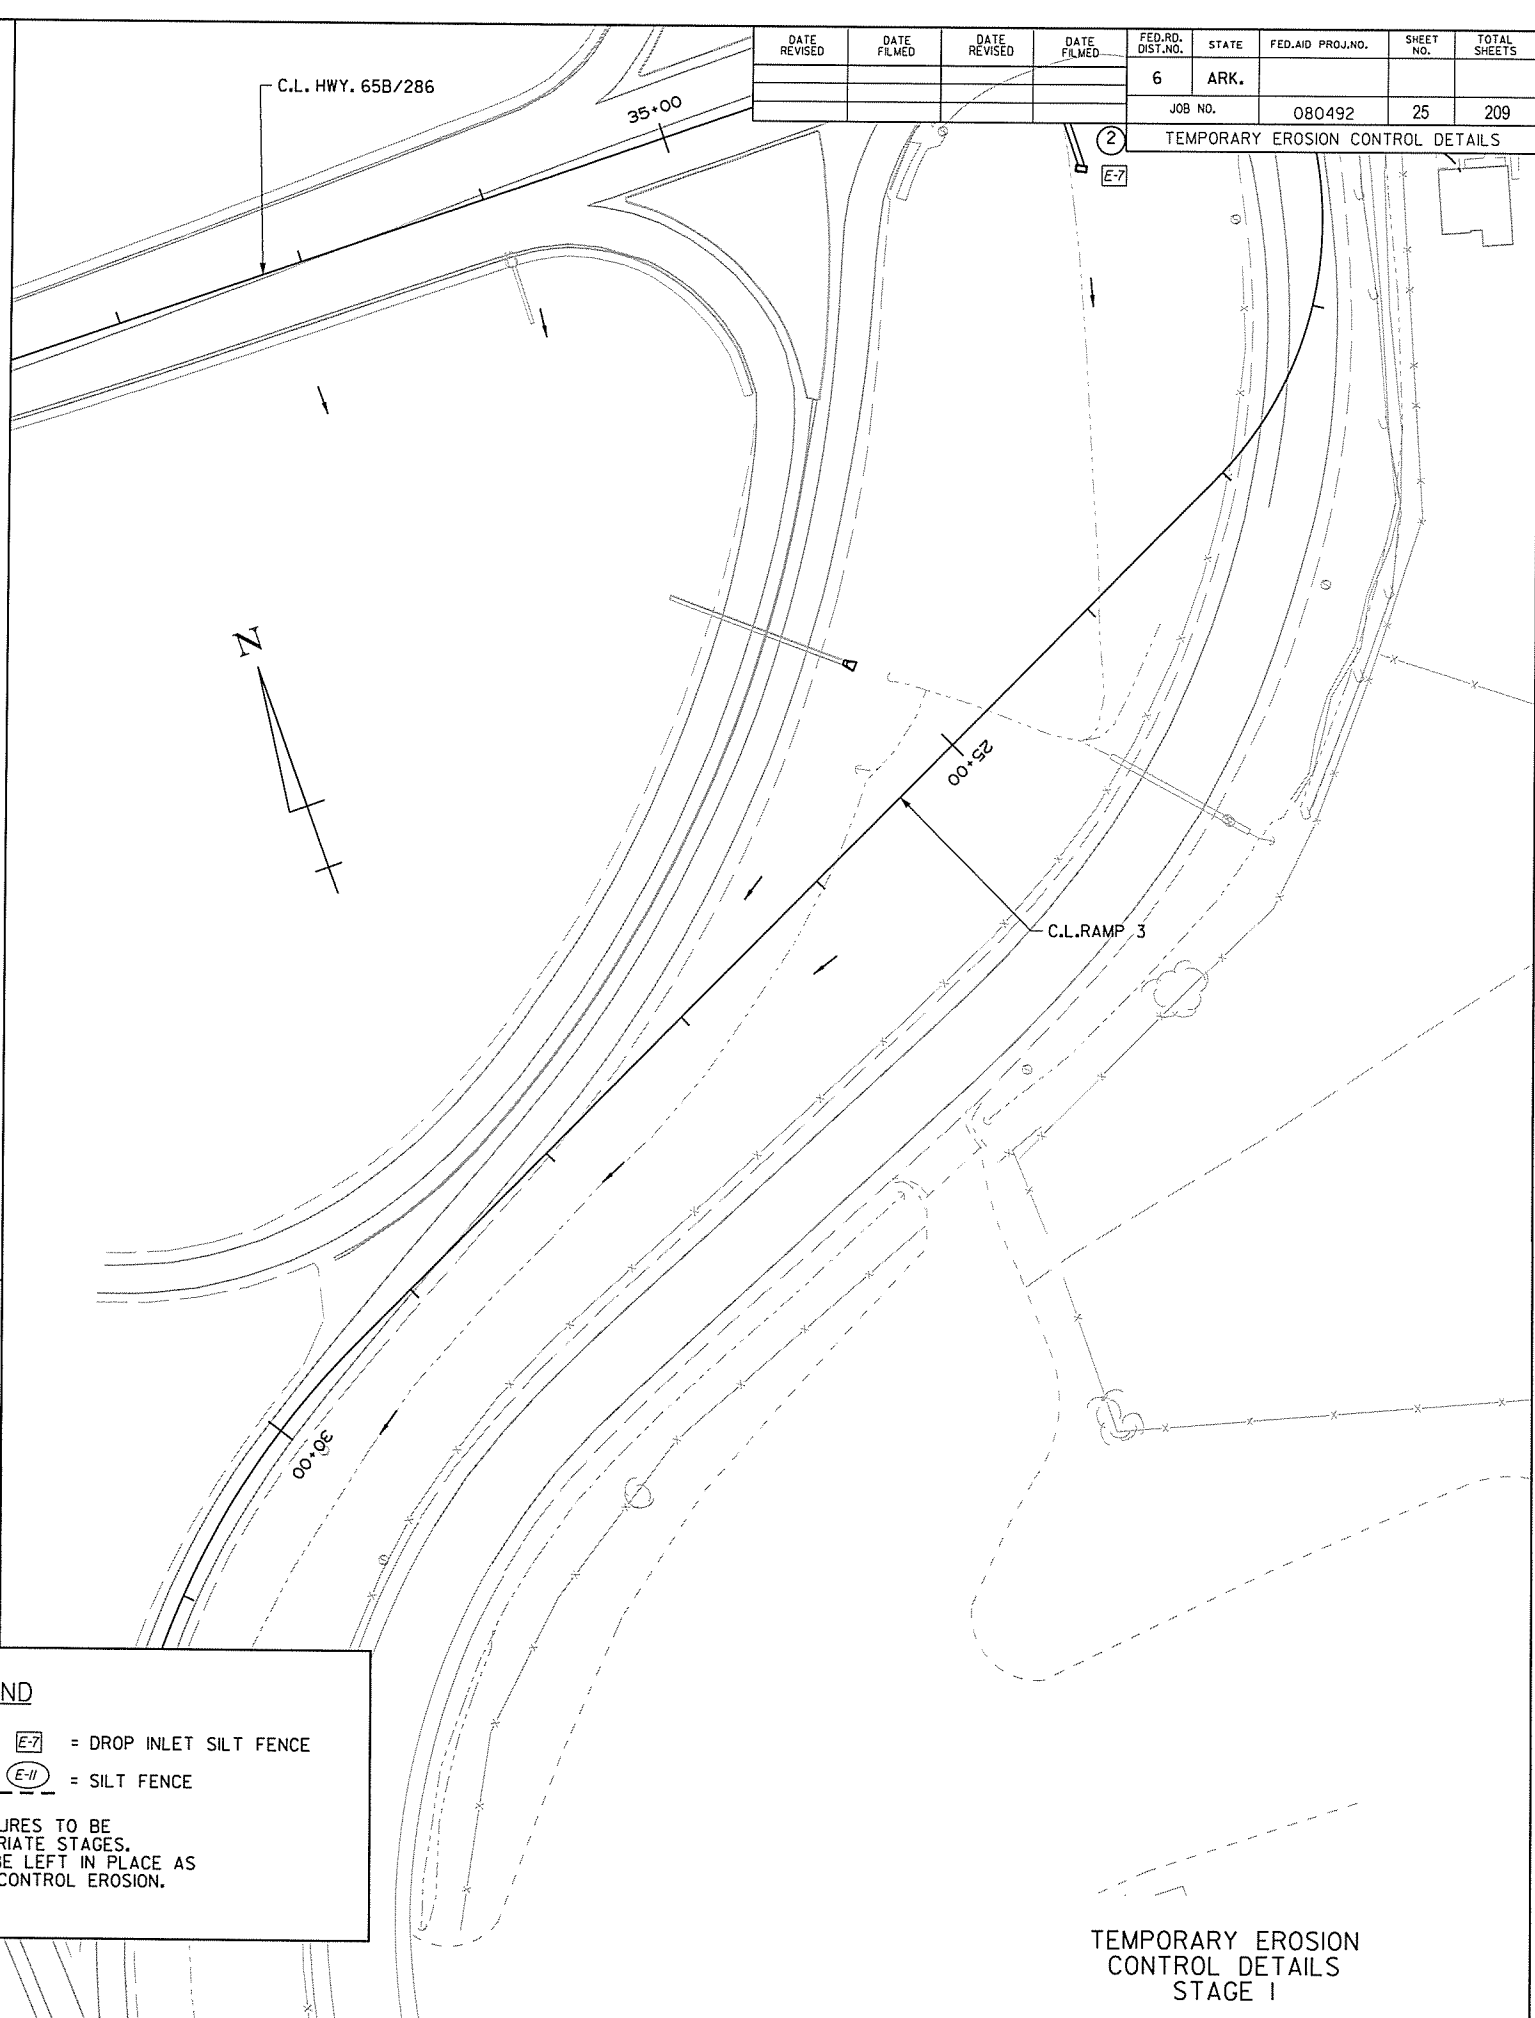 DATE REVISED
DATE FILMED
DATE REVISED
DATE FILMED
FED.RD. DIST.NO.
STATE
FED.AID PROJ.NO.
SHEET NO.
TOTAL SHEETS
6
ARK.
JOB NO.
080492
25
209
2
TEMPORARY EROSION CONTROL DETAILS
E-7
C.L. HWY. 65B/286
35+00
N
25+00
C.L.RAMP 3
30+00
ND
E-7 = DROP INLET SILT FENCE
E-11 = SILT FENCE
URES TO BE
RIATE STAGES.
BE LEFT IN PLACE AS
CONTROL EROSION.
TEMPORARY EROSION
CONTROL DETAILS
STAGE 1